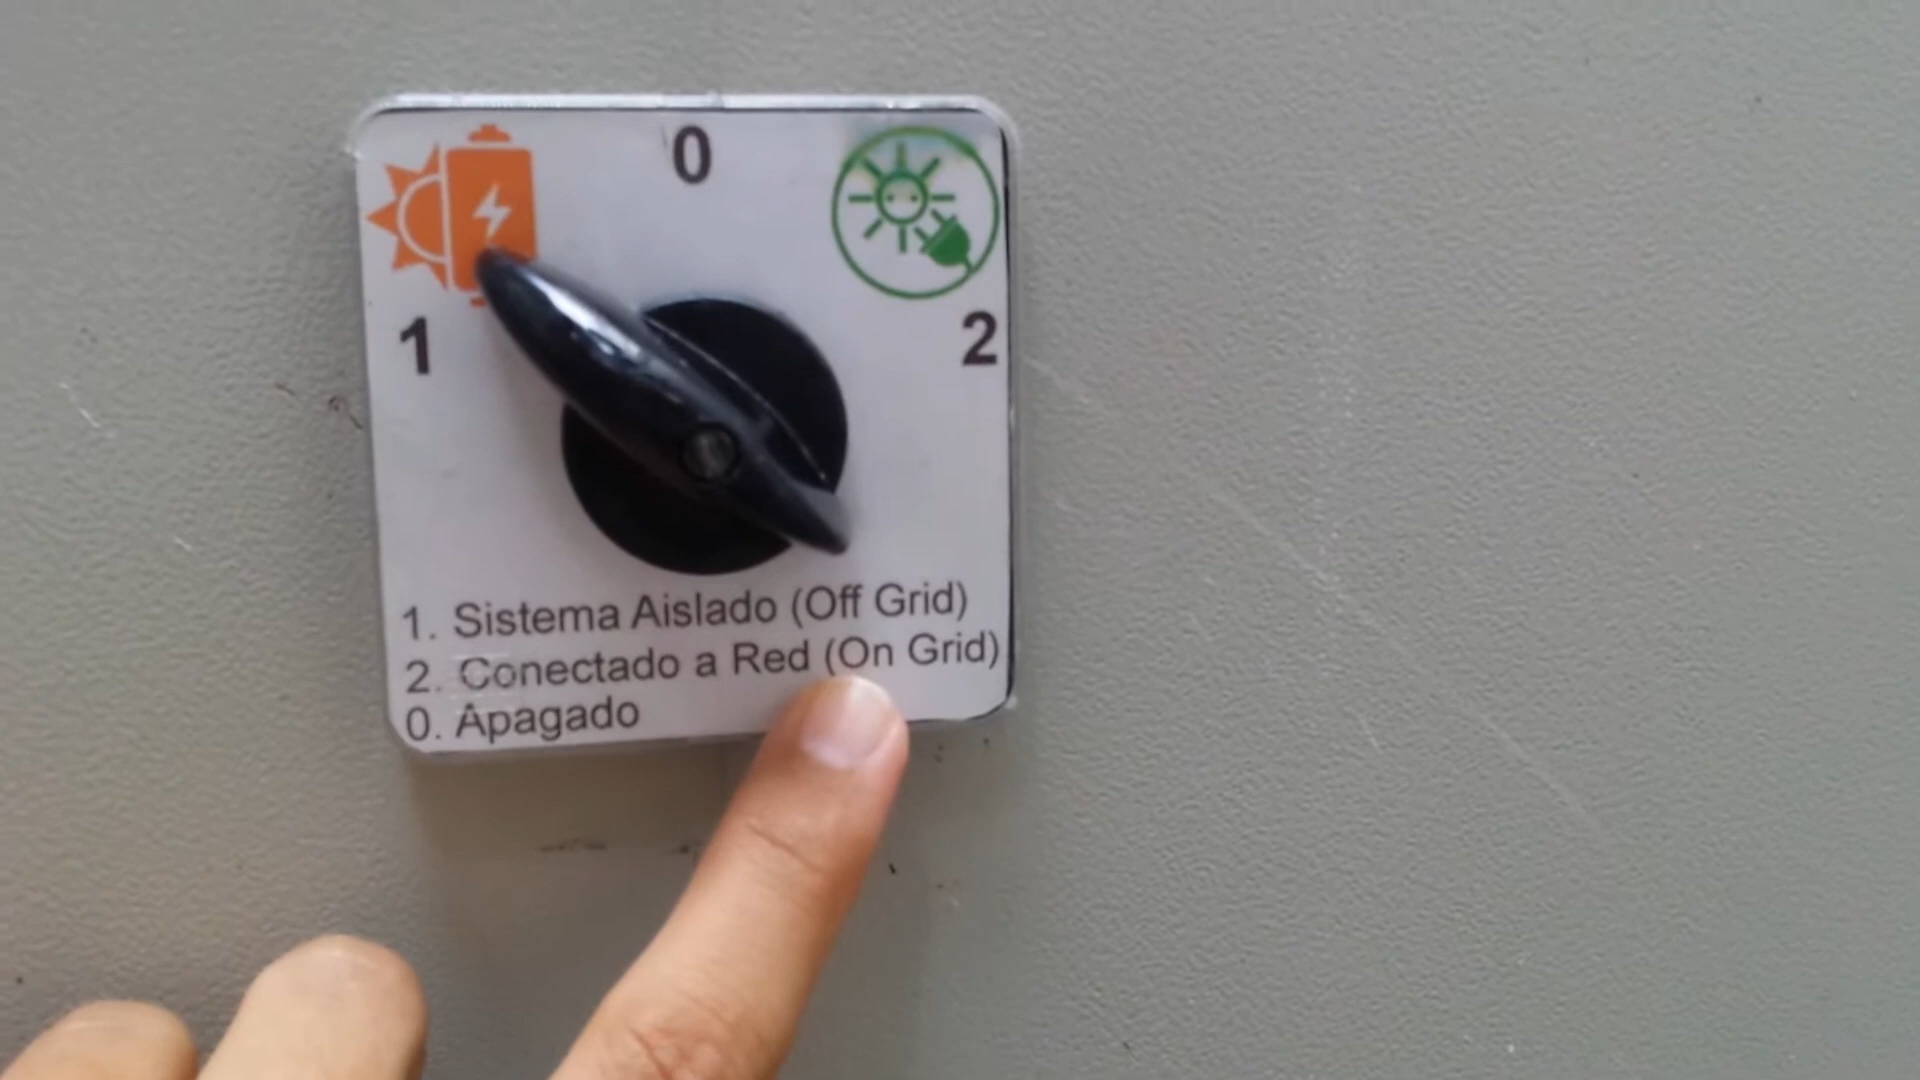 0
1
2
1. Sistema Aislado (Off Grid)
2. Conectado a Red (On Grid)
0. Apagado